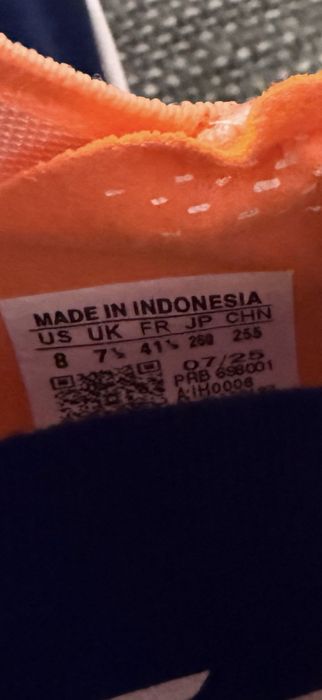 MADE IN INDONESIA
US UK FR JP CHN
8 7½ 41⅓ 260 255
07/25
PRB 698001
A:IH0006